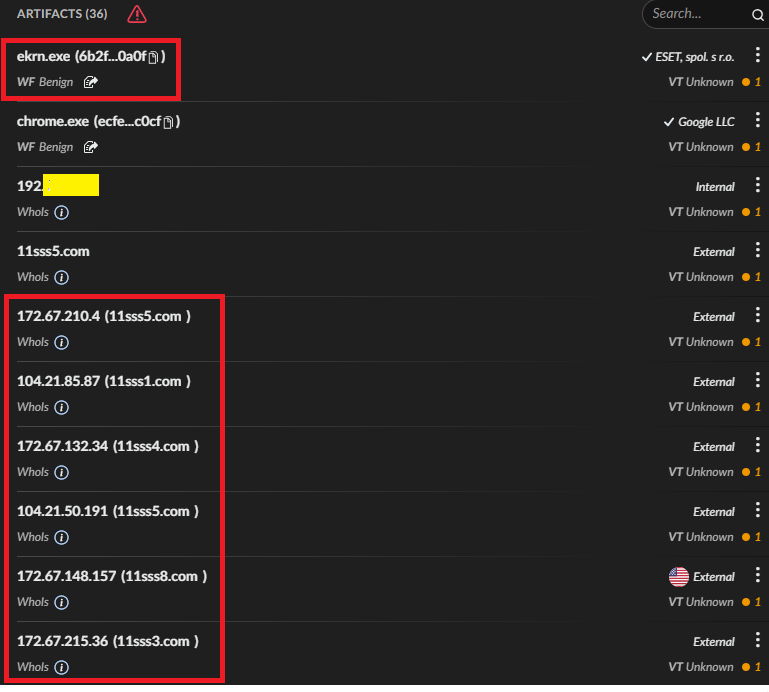 ARTIFACTS (36)
Search...
ekrn.exe (6b2f...0a0f)
ESET, spol. s r.o.
WF Benign
VT Unknown 1
chrome.exe (ecfe...c0cf)
Google LLC
WF Benign
VT Unknown 1
192.
Internal
WhoIs
VT Unknown 1
11sss5.com
External
WhoIs
VT Unknown 1
172.67.210.4 (11sss5.com )
External
WhoIs
VT Unknown 1
104.21.85.87 (11sss1.com )
External
WhoIs
VT Unknown 1
172.67.132.34 (11sss4.com )
External
WhoIs
VT Unknown 1
104.21.50.191 (11sss5.com )
External
WhoIs
VT Unknown 1
172.67.148.157 (11sss8.com )
External
WhoIs
VT Unknown 1
172.67.215.36 (11sss3.com )
External
WhoIs
VT Unknown 1